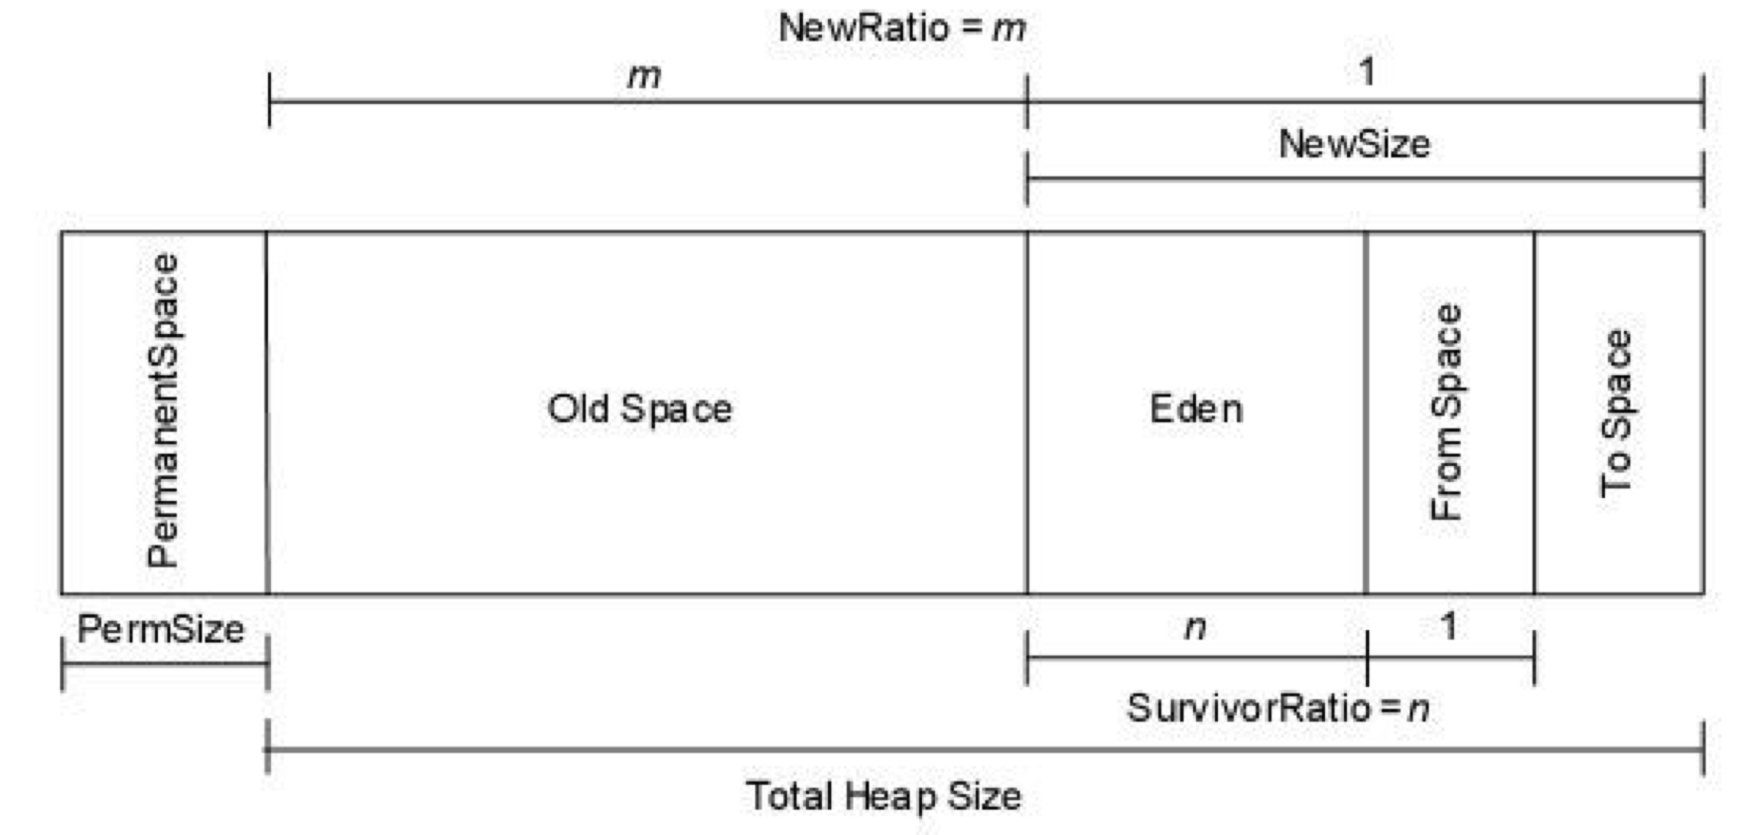 NewRatio = m
m
1
NewSize
PermanentSpace
Old Space
Eden
From Space
To Space
PermSize
n
1
SurvivorRatio = n
Total Heap Size